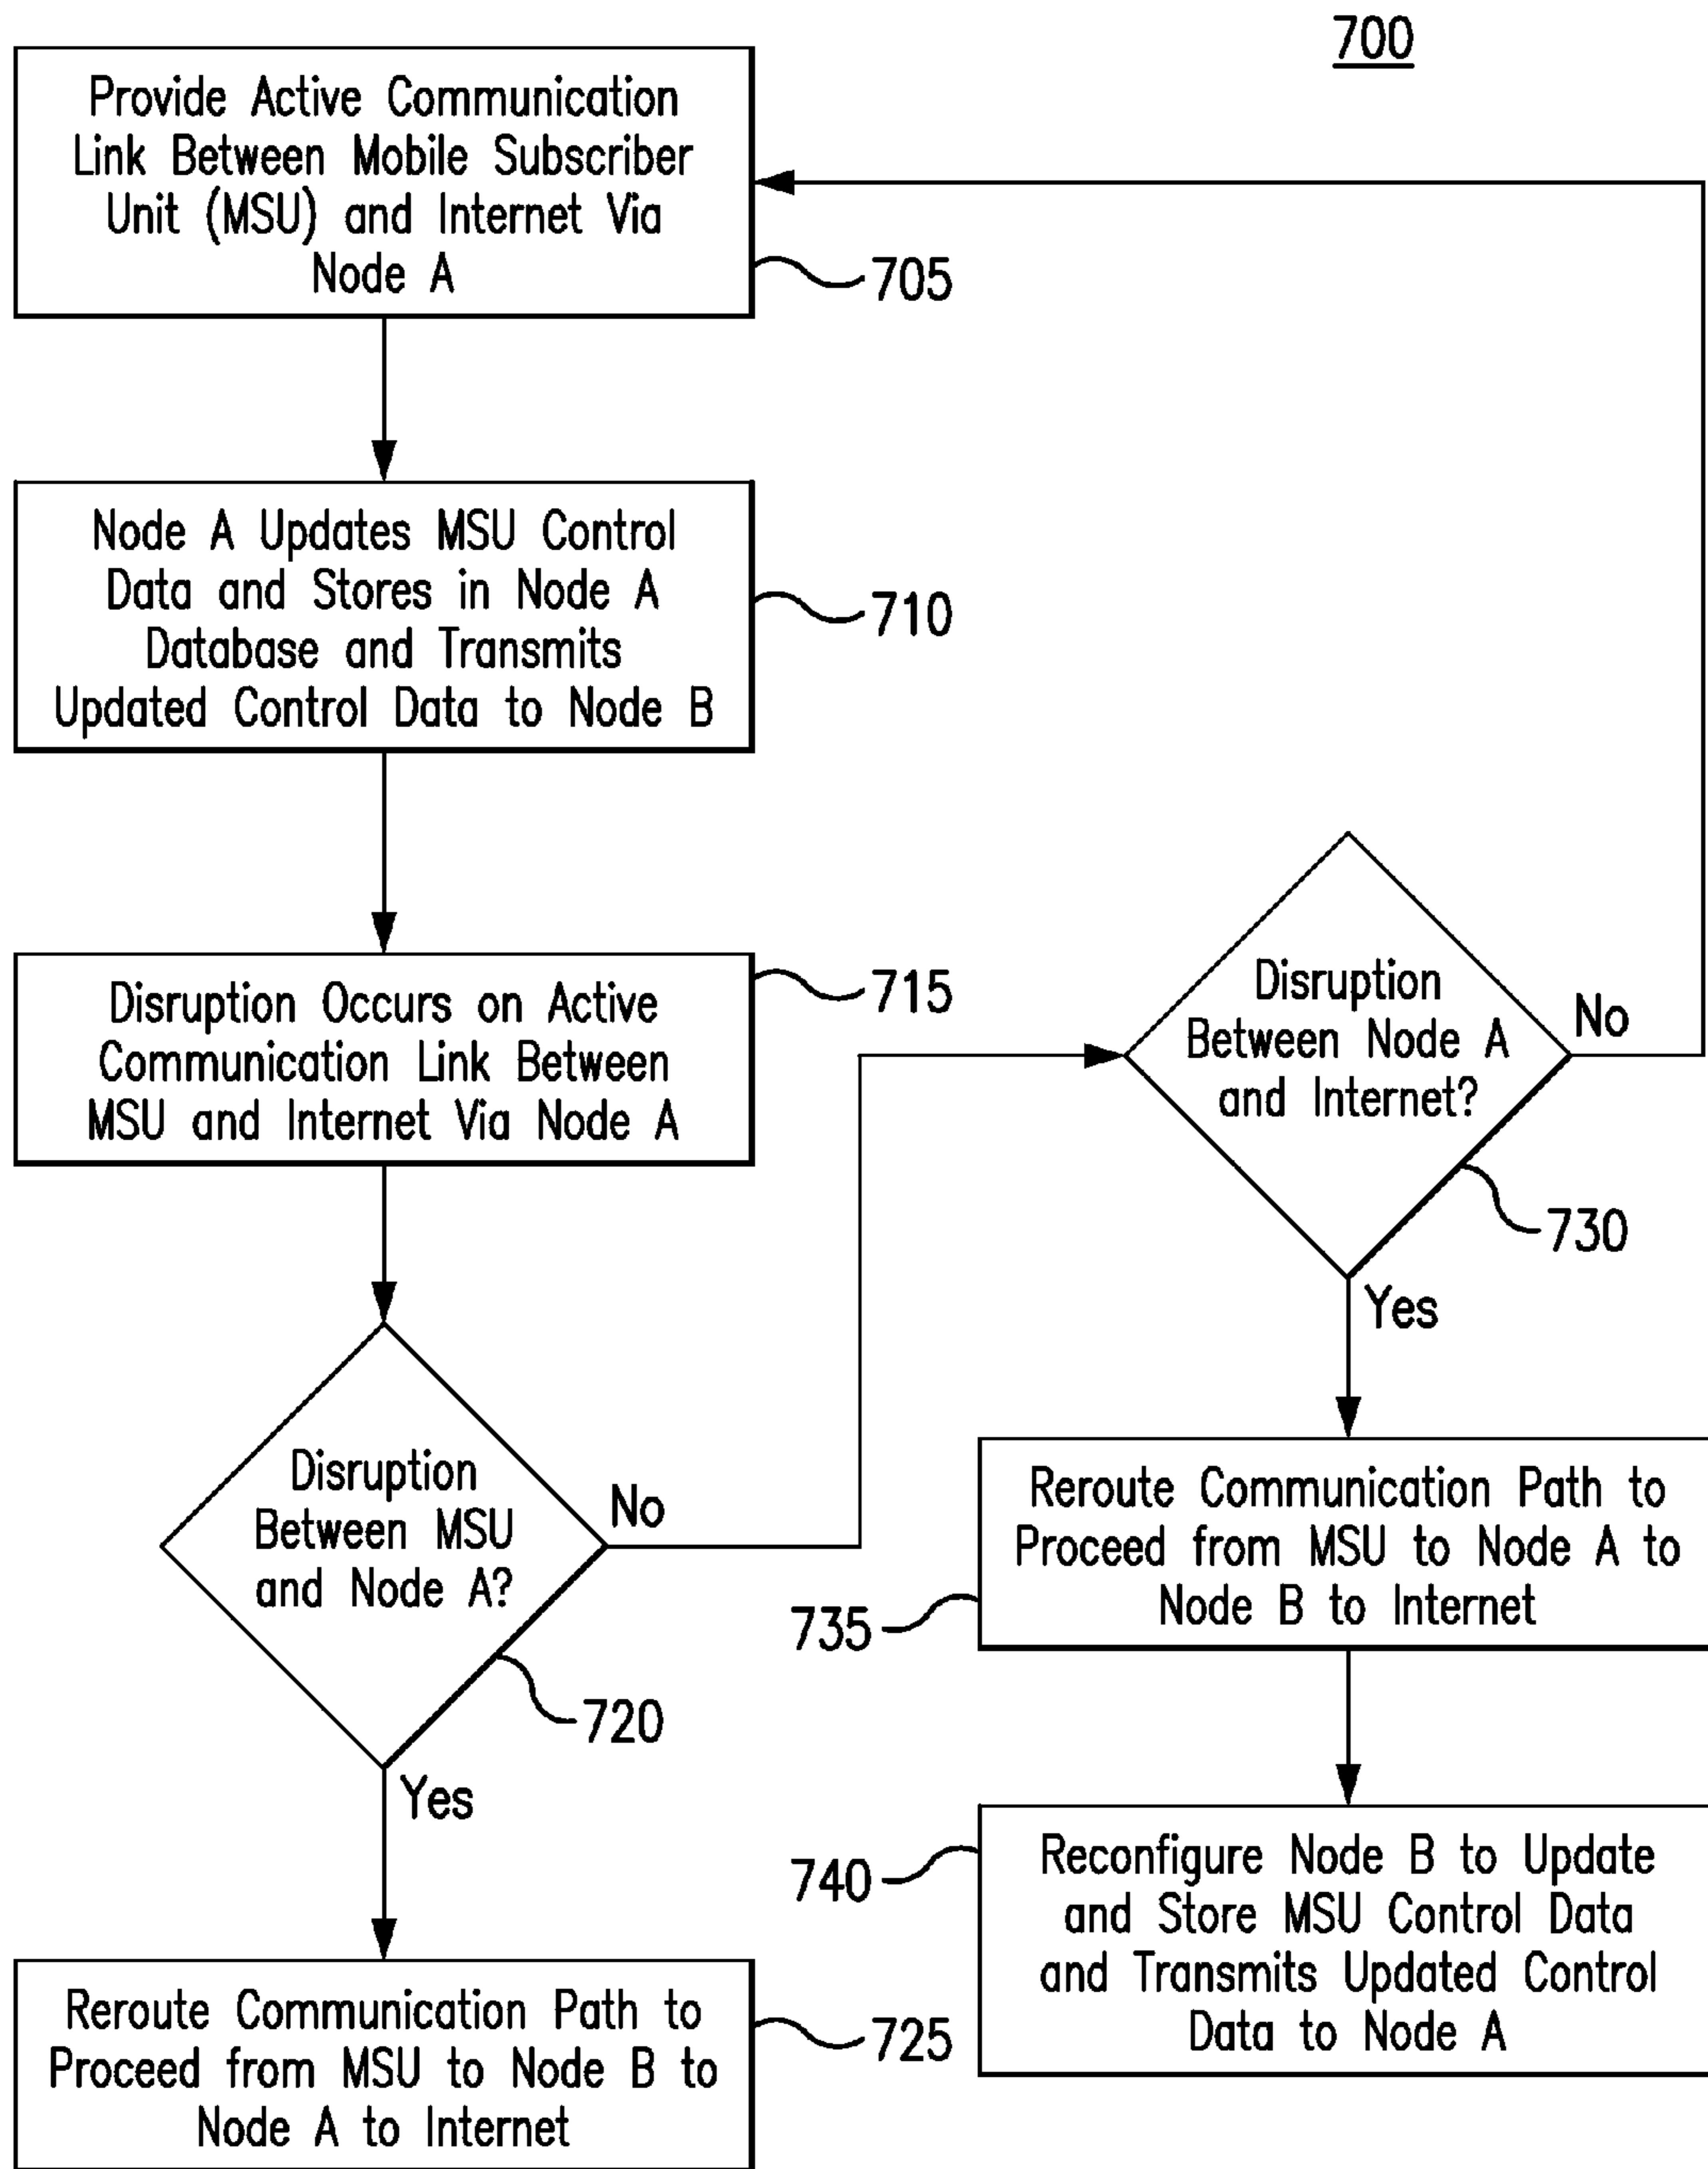 700
Provide Active Communication
Link Between Mobile Subscriber
Unit (MSU) and Internet Via
Node A
705
Node A Updates MSU Control
Data and Stores in Node A
Database and Transmits
Updated Control Data to Node B
710
Disruption Occurs on Active
Communication Link Between
MSU and Internet Via Node A
715
Disruption
Between MSU
and Node A?
No
720
Yes
Reroute Communication Path to
Proceed from MSU to Node B to
Node A to Internet
725
Disruption
Between Node A
and Internet?
No
730
Yes
Reroute Communication Path to
Proceed from MSU to Node A to
Node B to Internet
735
Reconfigure Node B to Update
and Store MSU Control Data
and Transmits Updated Control
Data to Node A
740